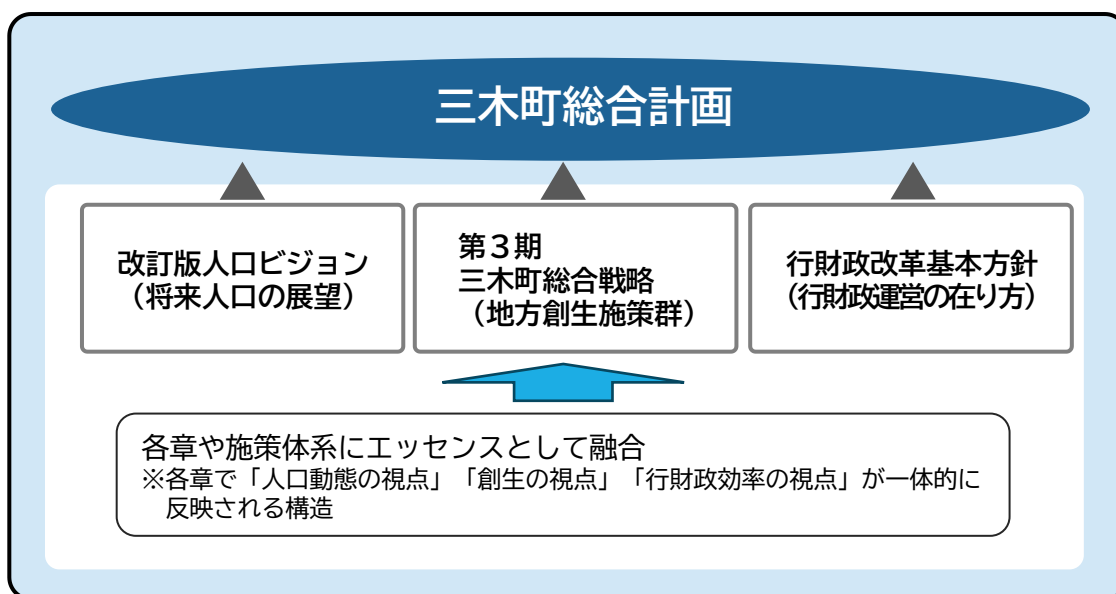 三木町総合計画
改訂版人口ビジョン
（将来人口の展望）
第３期
三木町総合戦略
（地方創生施策群）
行財政改革基本方針
（行財政運営の在り方）
各章や施策体系にエッセンスとして融合
※各章で「人口動態の視点」「創生の視点」「行財政効率の視点」が一体的に
反映される構造